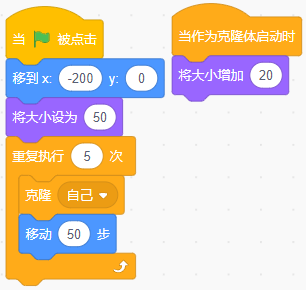 当 被点击
移到 x: -200 y: 0
将大小设为 50
重复执行 5 次
克隆 自己
移动 50 步
当作为克隆体启动时
将大小增加 20